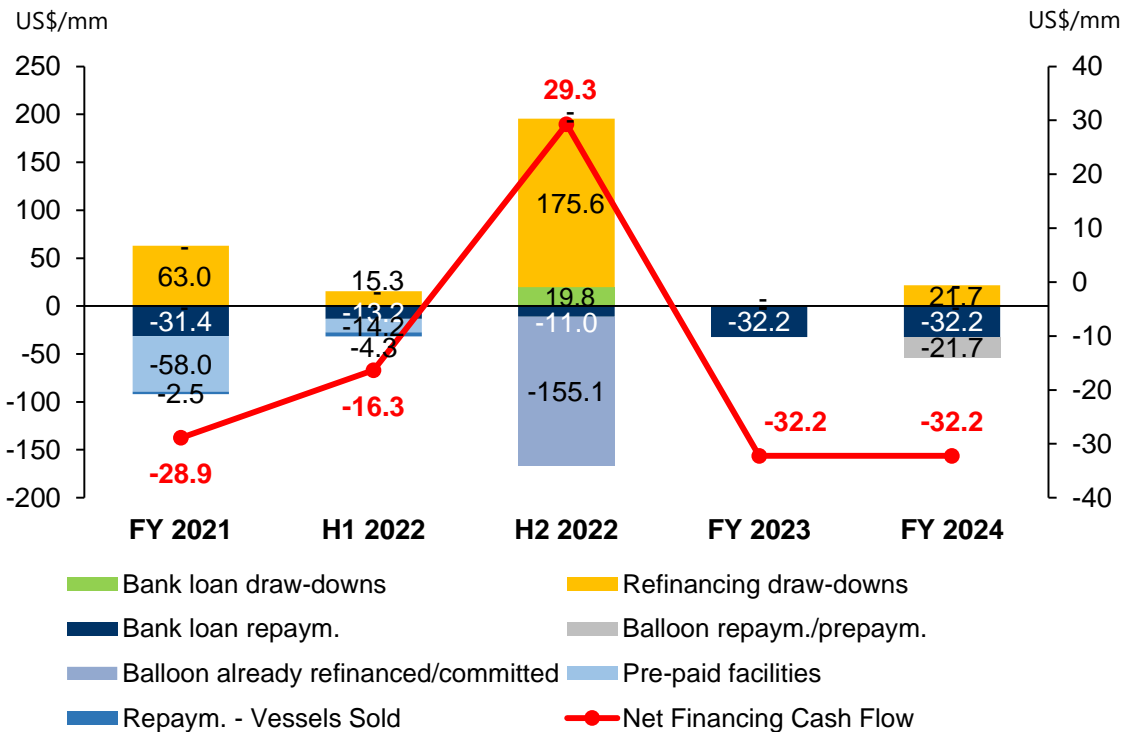 US$/mm US$/mm
250 40
200 29.3 - 30
150 20
175.6
100 10
- 63.0 15.3 -
50 19.8 - - 21.7 0
0 -31.4 -13.2 -11.0 -32.2 -32.2
-14.2 -10
-50 -58.0 -4.3 -21.7
-2.5 -155.1
-100 -16.3 -32.2 -32.2 -20
-150 -28.9 -30
-200 -40
FY 2021 H1 2022 H2 2022 FY 2023 FY 2024
Bank loan draw-downs Refinancing draw-downs
Bank loan repaym. Balloon repaym./prepaym.
Balloon already refinanced/committed Pre-paid facilities
Repaym. - Vessels Sold Net Financing Cash Flow